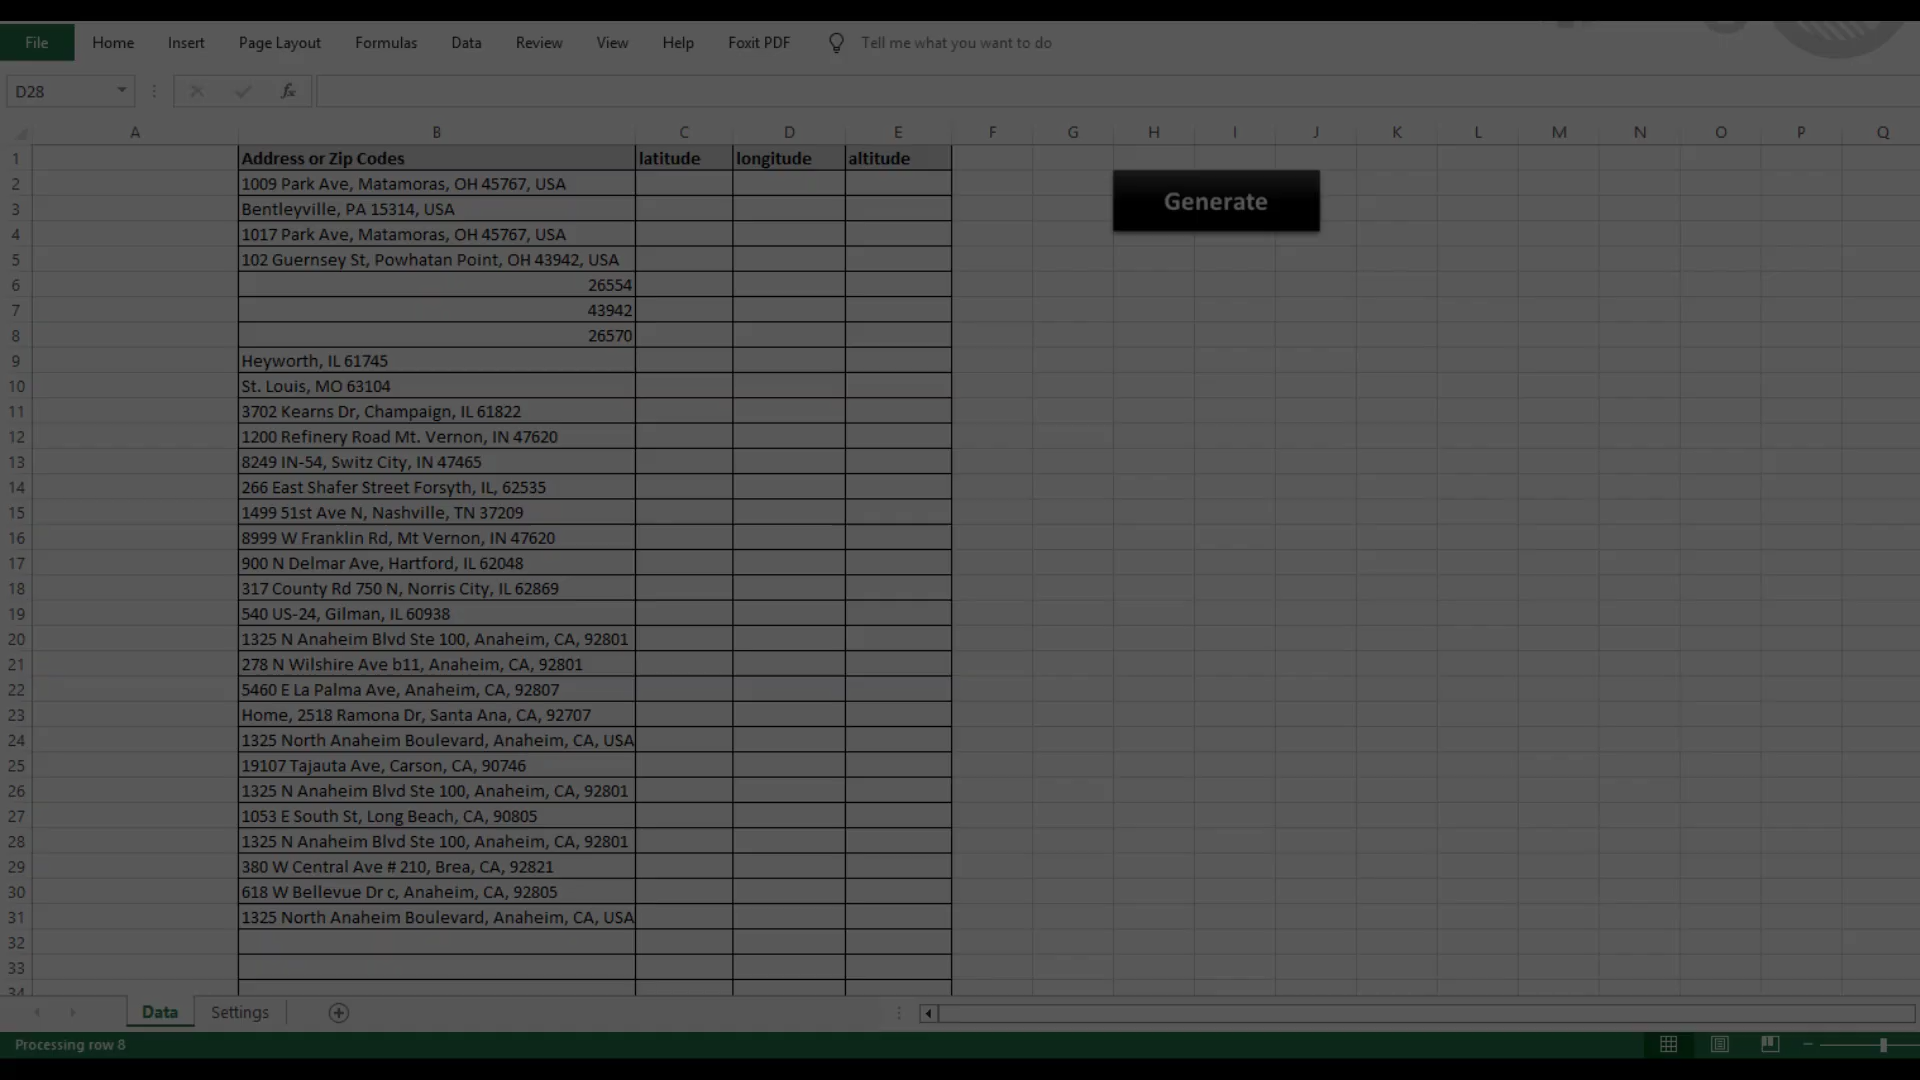 File Home Insert Page Layout Formulas Data Review View Help Foxit PDF Tell me what you want to do
D28 fx
A B C D E F G H I J K L M N O P Q
1 Address or Zip Codes latitude longitude altitude
2 1009 Park Ave, Matamoras, OH 45767, USA
Generate
3 Bentleyville, PA 15314, USA
4 1017 Park Ave, Matamoras, OH 45767, USA
5 102 Guernsey St, Powhatan Point, OH 43942, USA
6 26554
7 43942
8 26570
9 Heyworth, IL 61745
10 St. Louis, MO 63104
11 3702 Kearns Dr, Champaign, IL 61822
12 1200 Refinery Road Mt. Vernon, IN 47620
13 8249 IN-54, Switz City, IN 47465
14 266 East Shafer Street Forsyth, IL, 62535
15 1499 51st Ave N, Nashville, TN 37209
16 8999 W Franklin Rd, Mt Vernon, IN 47620
17 900 N Delmar Ave, Hartford, IL 62048
18 317 County Rd 750 N, Norris City, IL 62869
19 540 US-24, Gilman, IL 60938
20 1325 N Anaheim Blvd Ste 100, Anaheim, CA, 92801
21 278 N Wilshire Ave b11, Anaheim, CA, 92801
22 5460 E La Palma Ave, Anaheim, CA, 92807
23 Home, 2518 Ramona Dr, Santa Ana, CA, 92707
24 1325 North Anaheim Boulevard, Anaheim, CA, USA
25 19107 Tajauta Ave, Carson, CA, 90746
26 1325 N Anaheim Blvd Ste 100, Anaheim, CA, 92801
27 1053 E South St, Long Beach, CA, 90805
28 1325 N Anaheim Blvd Ste 100, Anaheim, CA, 92801
29 380 W Central Ave # 210, Brea, CA, 92821
30 618 W Bellevue Dr c, Anaheim, CA, 92805
31 1325 North Anaheim Boulevard, Anaheim, CA, USA
32
33
34
Data Settings
Processing row 8